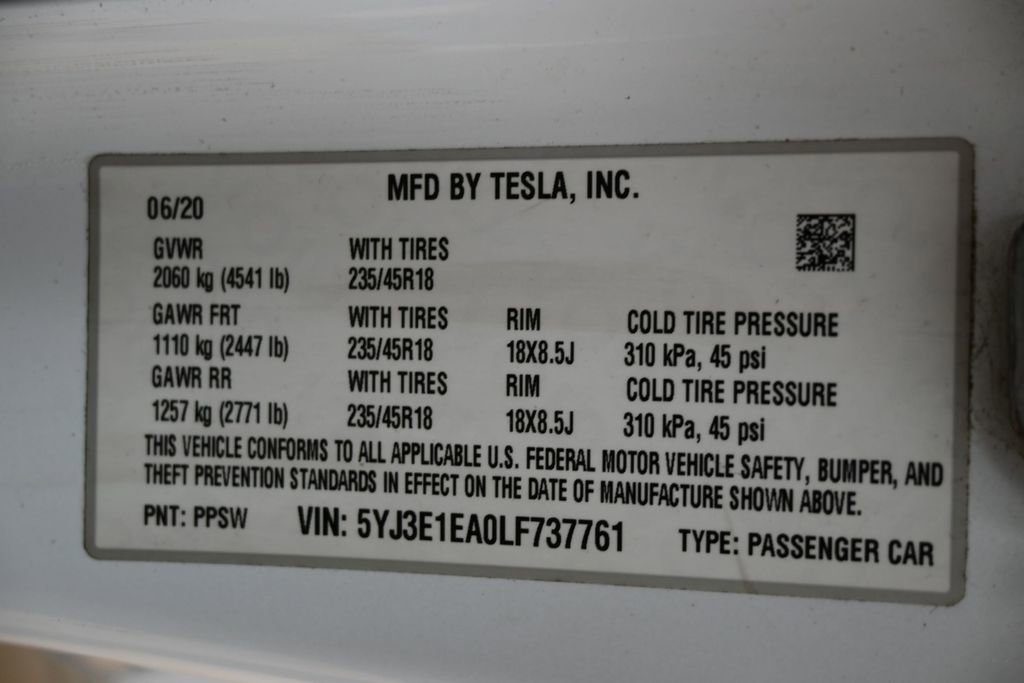 MFD BY TESLA, INC.
06/20
GVWR WITH TIRES
2060 kg (4541 lb) 235/45R18
GAWR FRT WITH TIRES RIM COLD TIRE PRESSURE
1110 kg (2447 lb) 235/45R18 18X8.5J 310 kPa, 45 psi
GAWR RR WITH TIRES RIM COLD TIRE PRESSURE
1257 kg (2771 lb) 235/45R18 18X8.5J 310 kPa, 45 psi
THIS VEHICLE CONFORMS TO ALL APPLICABLE U.S. FEDERAL MOTOR VEHICLE SAFETY, BUMPER, AND
THEFT PREVENTION STANDARDS IN EFFECT ON THE DATE OF MANUFACTURE SHOWN ABOVE.
PNT: PPSW VIN: 5YJ3E1EA0LF737761 TYPE: PASSENGER CAR